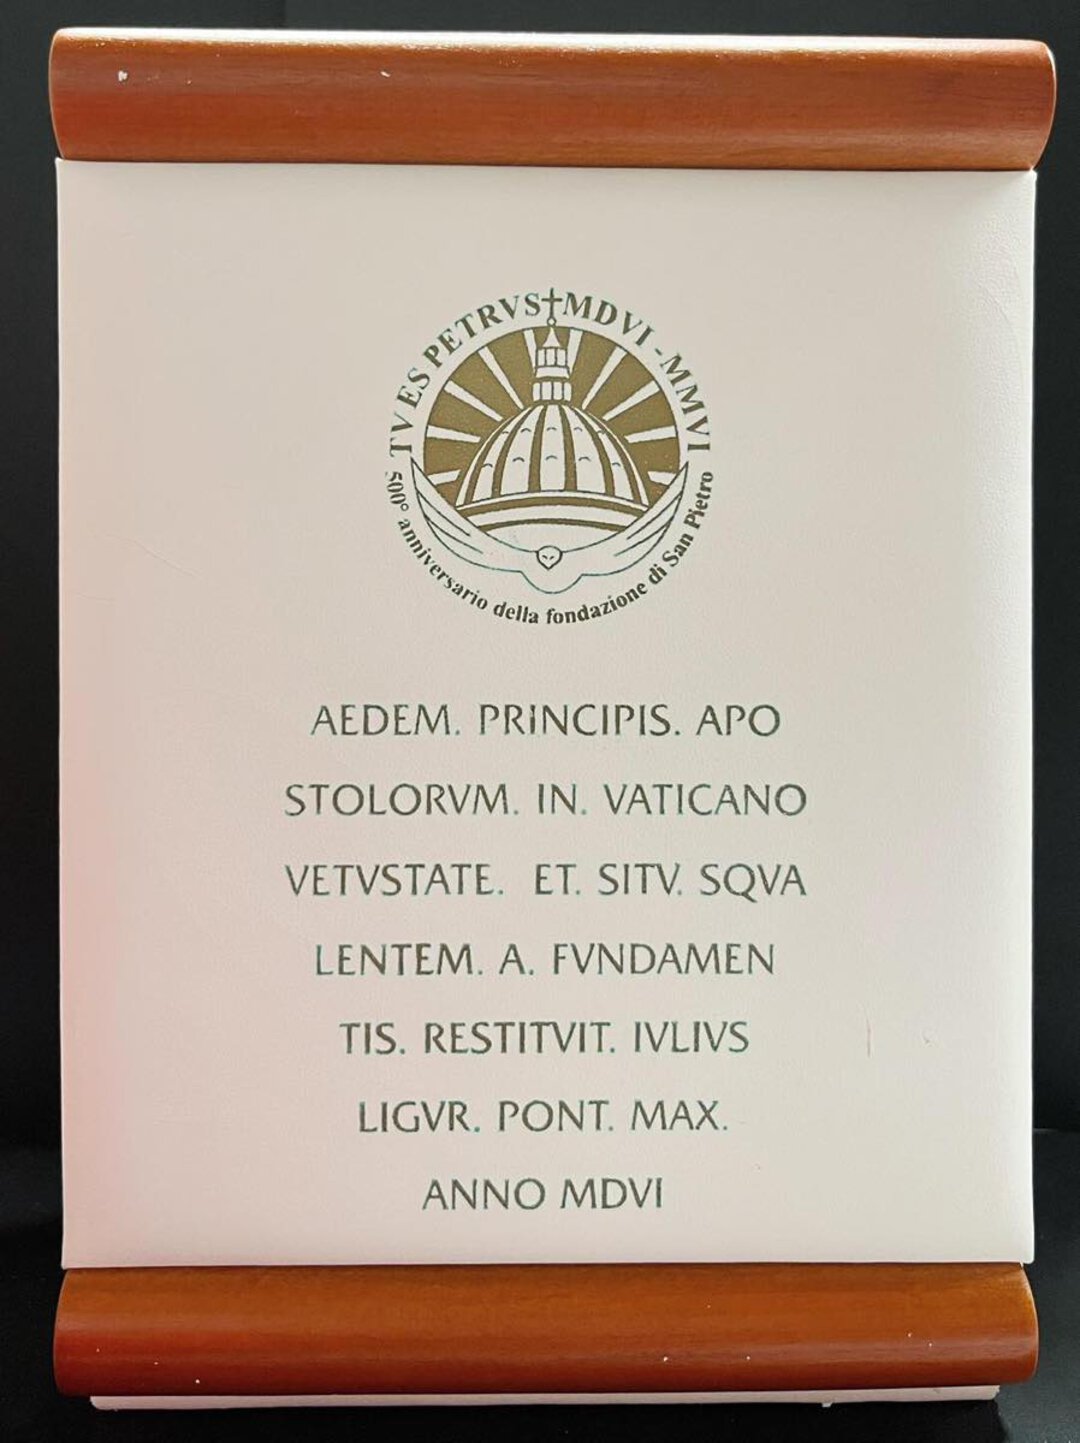 TV ES PETRVS MDVI - MMVI
500° anniversario della fondazione di San Pietro
AEDEM. PRINCIPIS. APO
STOLORVM. IN. VATICANO
VETVSTATE. ET. SITV. SQVA
LENTEM. A. FVNDAMEN
TIS. RESTITVIT. IVLIVS
LIGVR. PONT. MAX.
ANNO MDVI